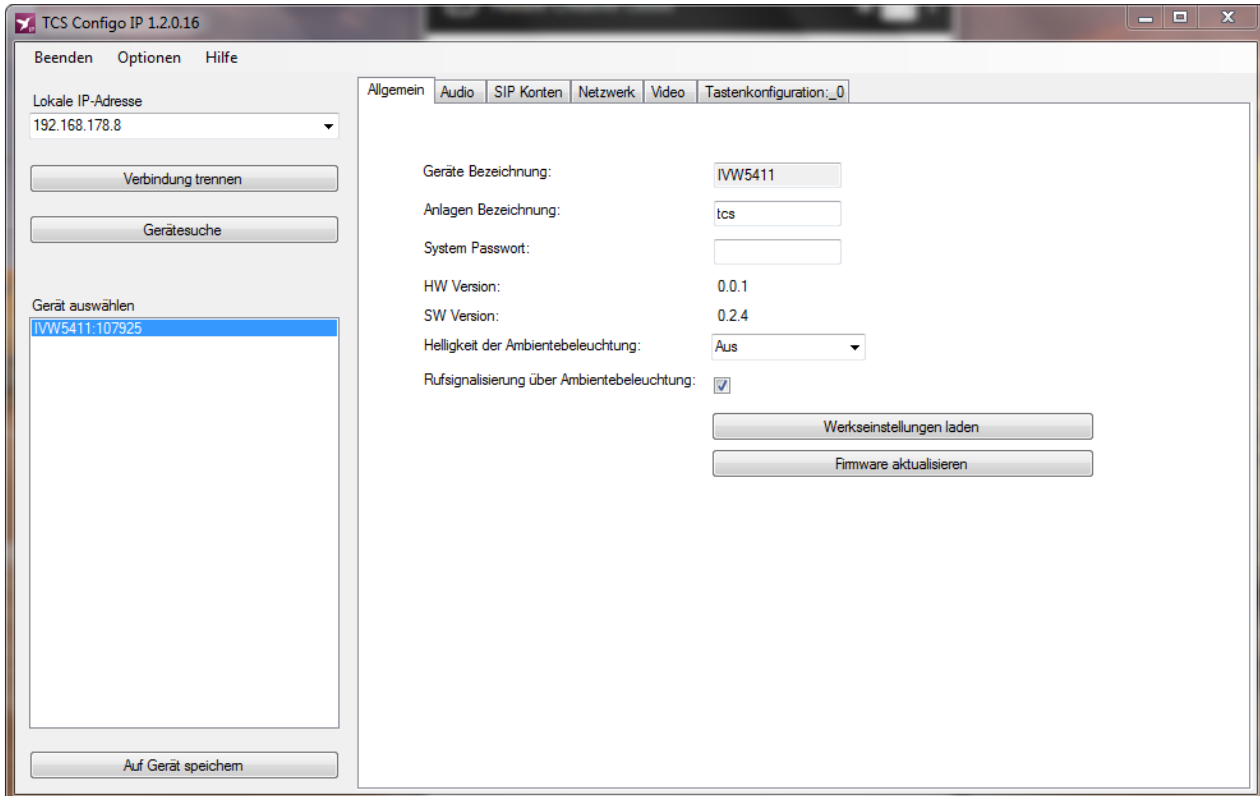 TCS Configo IP 1.2.0.16
Beenden Optionen Hilfe
Lokale IP-Adresse
192.168.178.8
Verbindung trennen
Gerätesuche
Gerät auswählen
IVW5411:107925
Auf Gerät speichern
Allgemein Audio SIP Konten Netzwerk Video Tastenkonfiguration:_0
Geräte Bezeichnung: IVW5411
Anlagen Bezeichnung: tcs
System Passwort:
HW Version: 0.0.1
SW Version: 0.2.4
Helligkeit der Ambientebeleuchtung: Aus
Rufsignalisierung über Ambientebeleuchtung:
Werkseinstellungen laden
Firmware aktualisieren